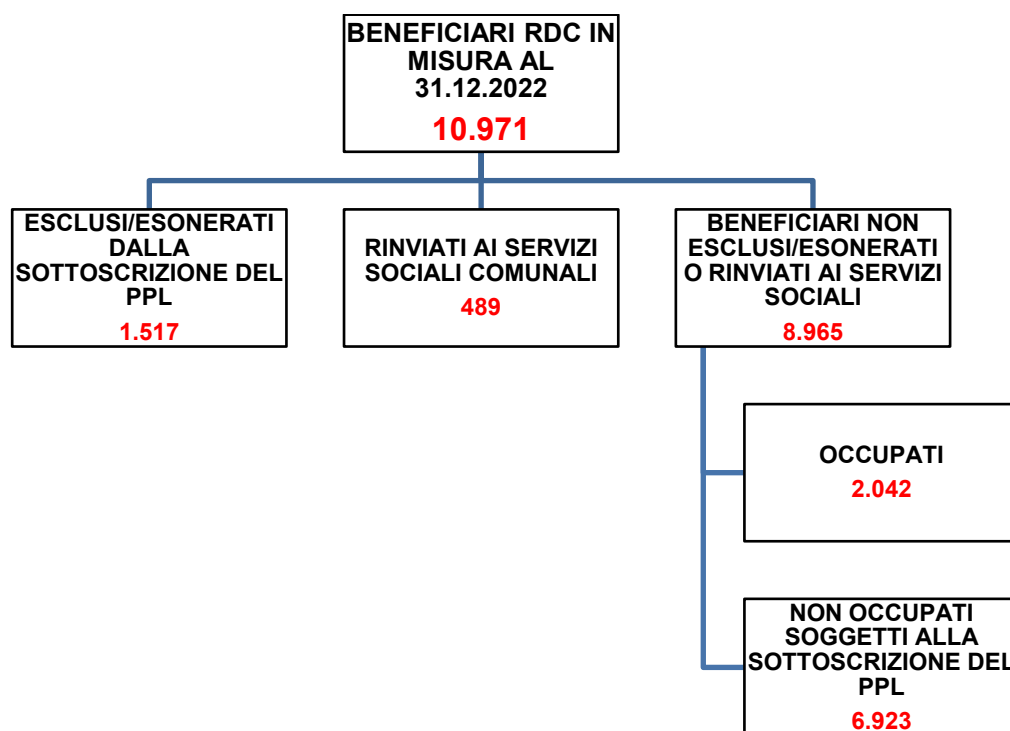 BENEFICIARI RDC IN
MISURA AL
31.12.2022
10.971
ESCLUSI/ESONERATI
DALLA
SOTTOSCRIZIONE DEL
PPL
1.517
RINVIATI AI SERVIZI
SOCIALI COMUNALI
489
BENEFICIARI NON
ESCLUSI/ESONERATI
O RINVIATI AI SERVIZI
SOCIALI
8.965
OCCUPATI
2.042
NON OCCUPATI
SOGGETTI ALLA
SOTTOSCRIZIONE DEL
PPL
6.923